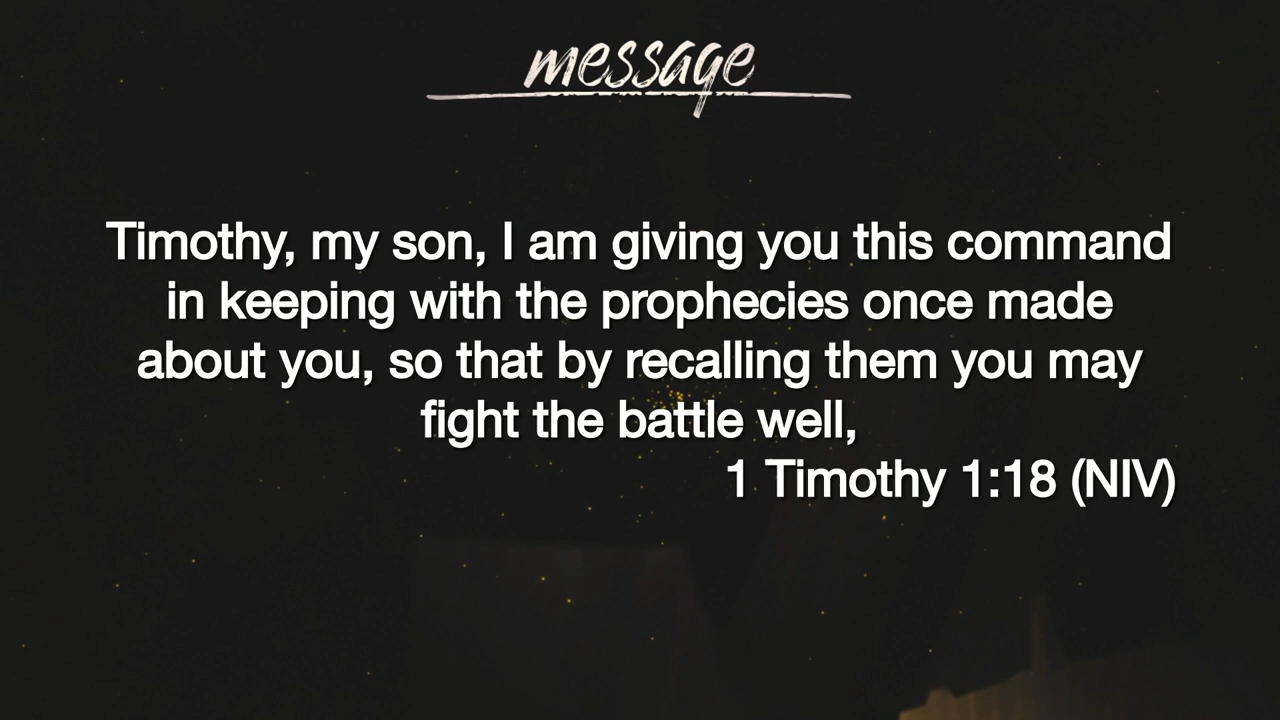 message
Timothy, my son, I am giving you this command
in keeping with the prophecies once made
about you, so that by recalling them you may
fight the battle well,
1 Timothy 1:18 (NIV)